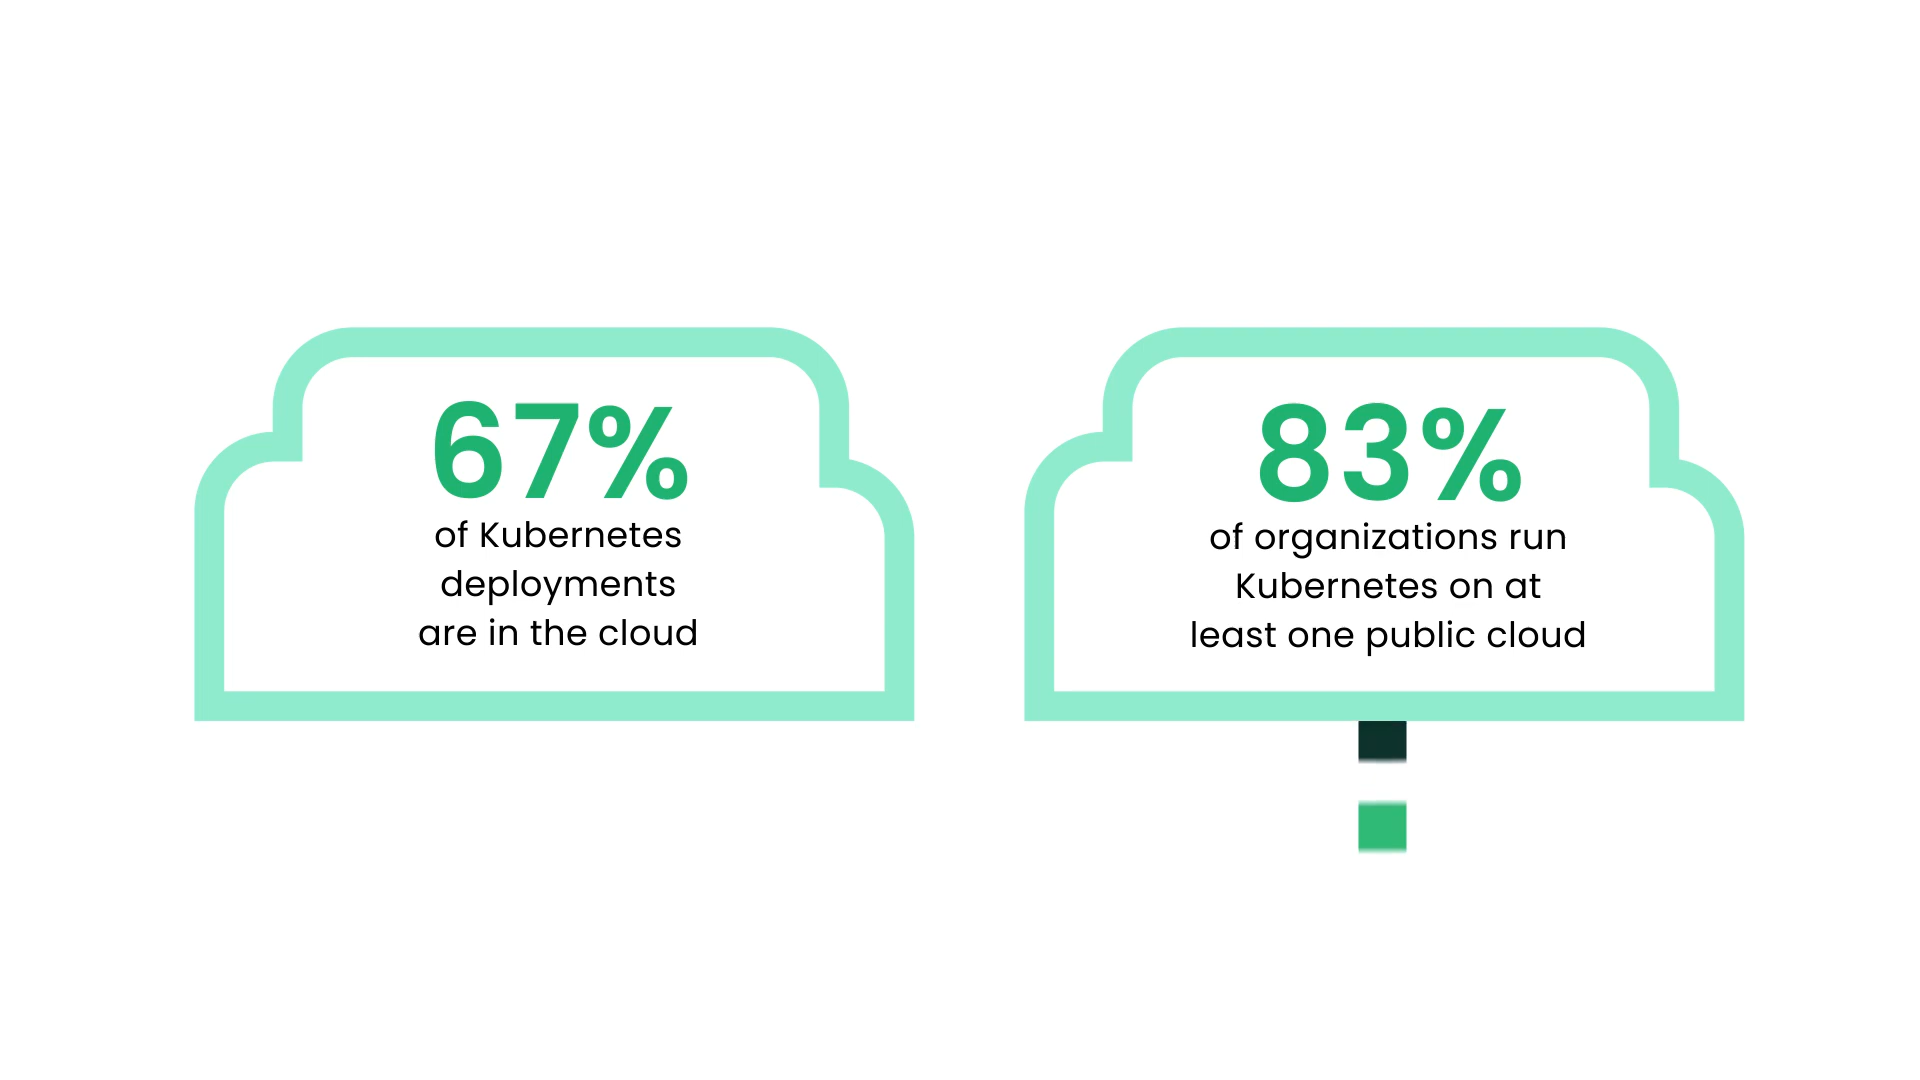 67%
of Kubernetes
deployments
are in the cloud
83%
of organizations run
Kubernetes on at
least one public cloud